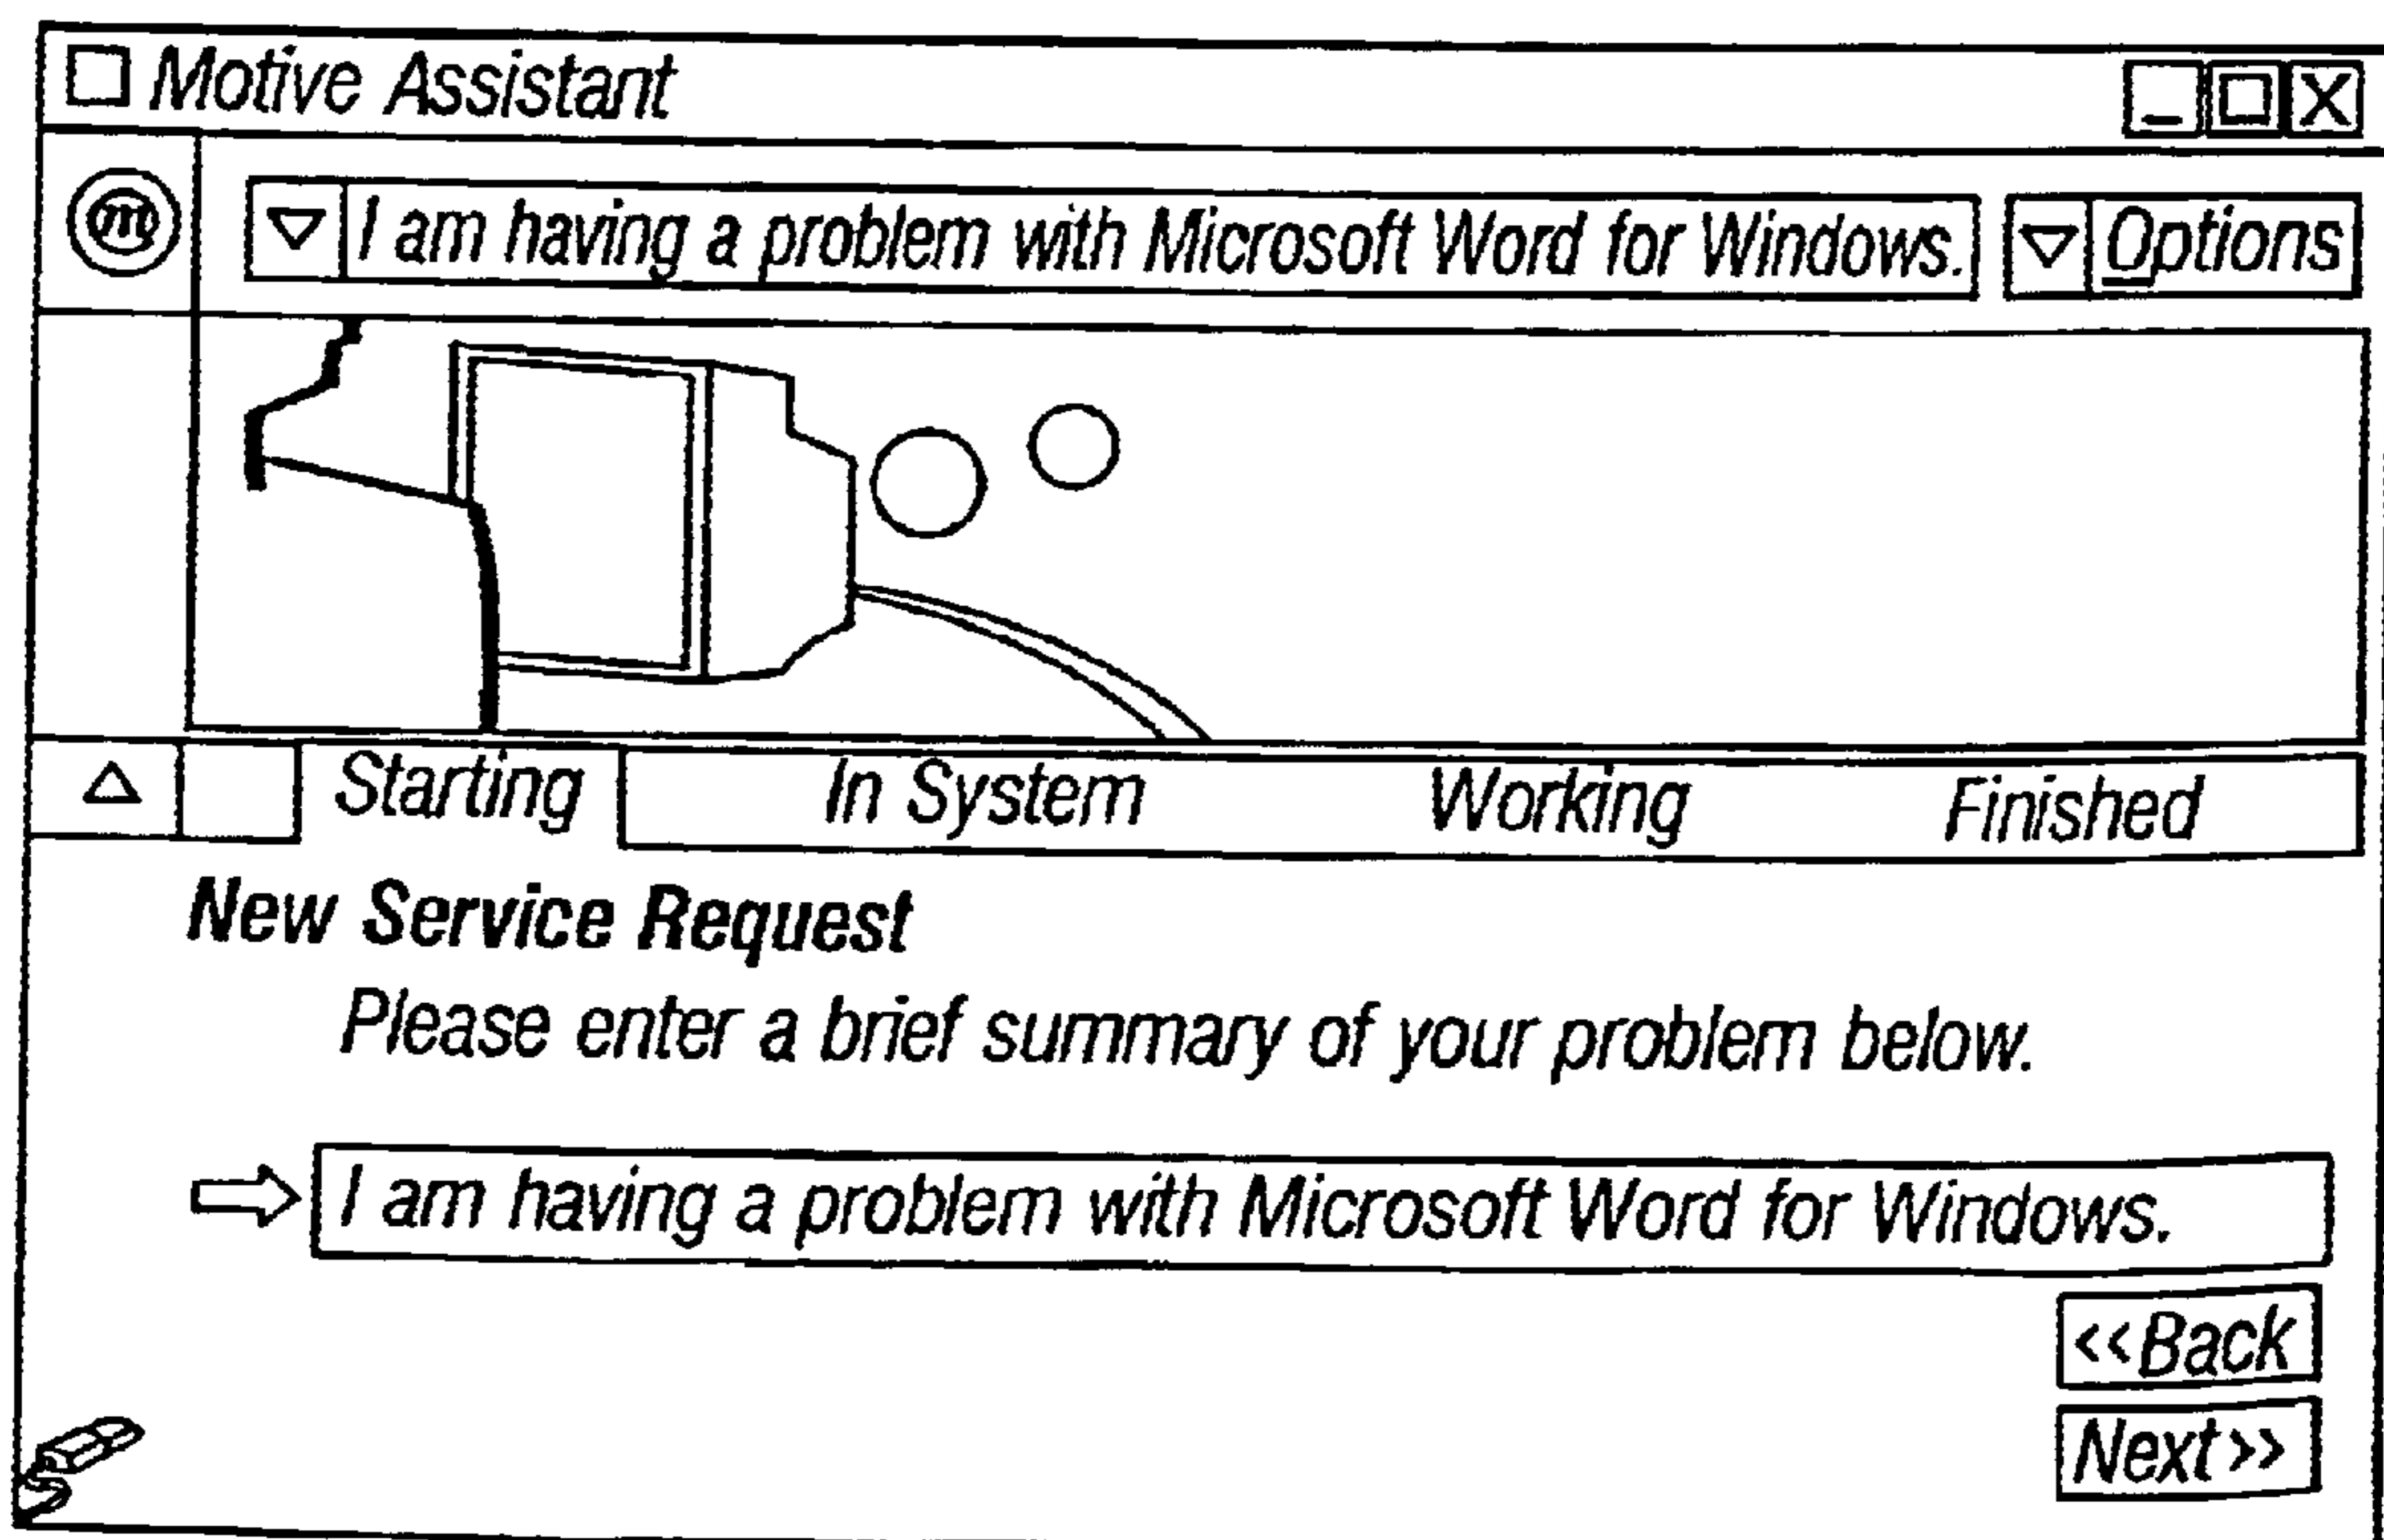 Motive Assistant
m I am having a problem with Microsoft Word for Windows. Options
Starting In System Working Finished
New Service Request
Please enter a brief summary of your problem below.
I am having a problem with Microsoft Word for Windows.
<<Back
Next>>